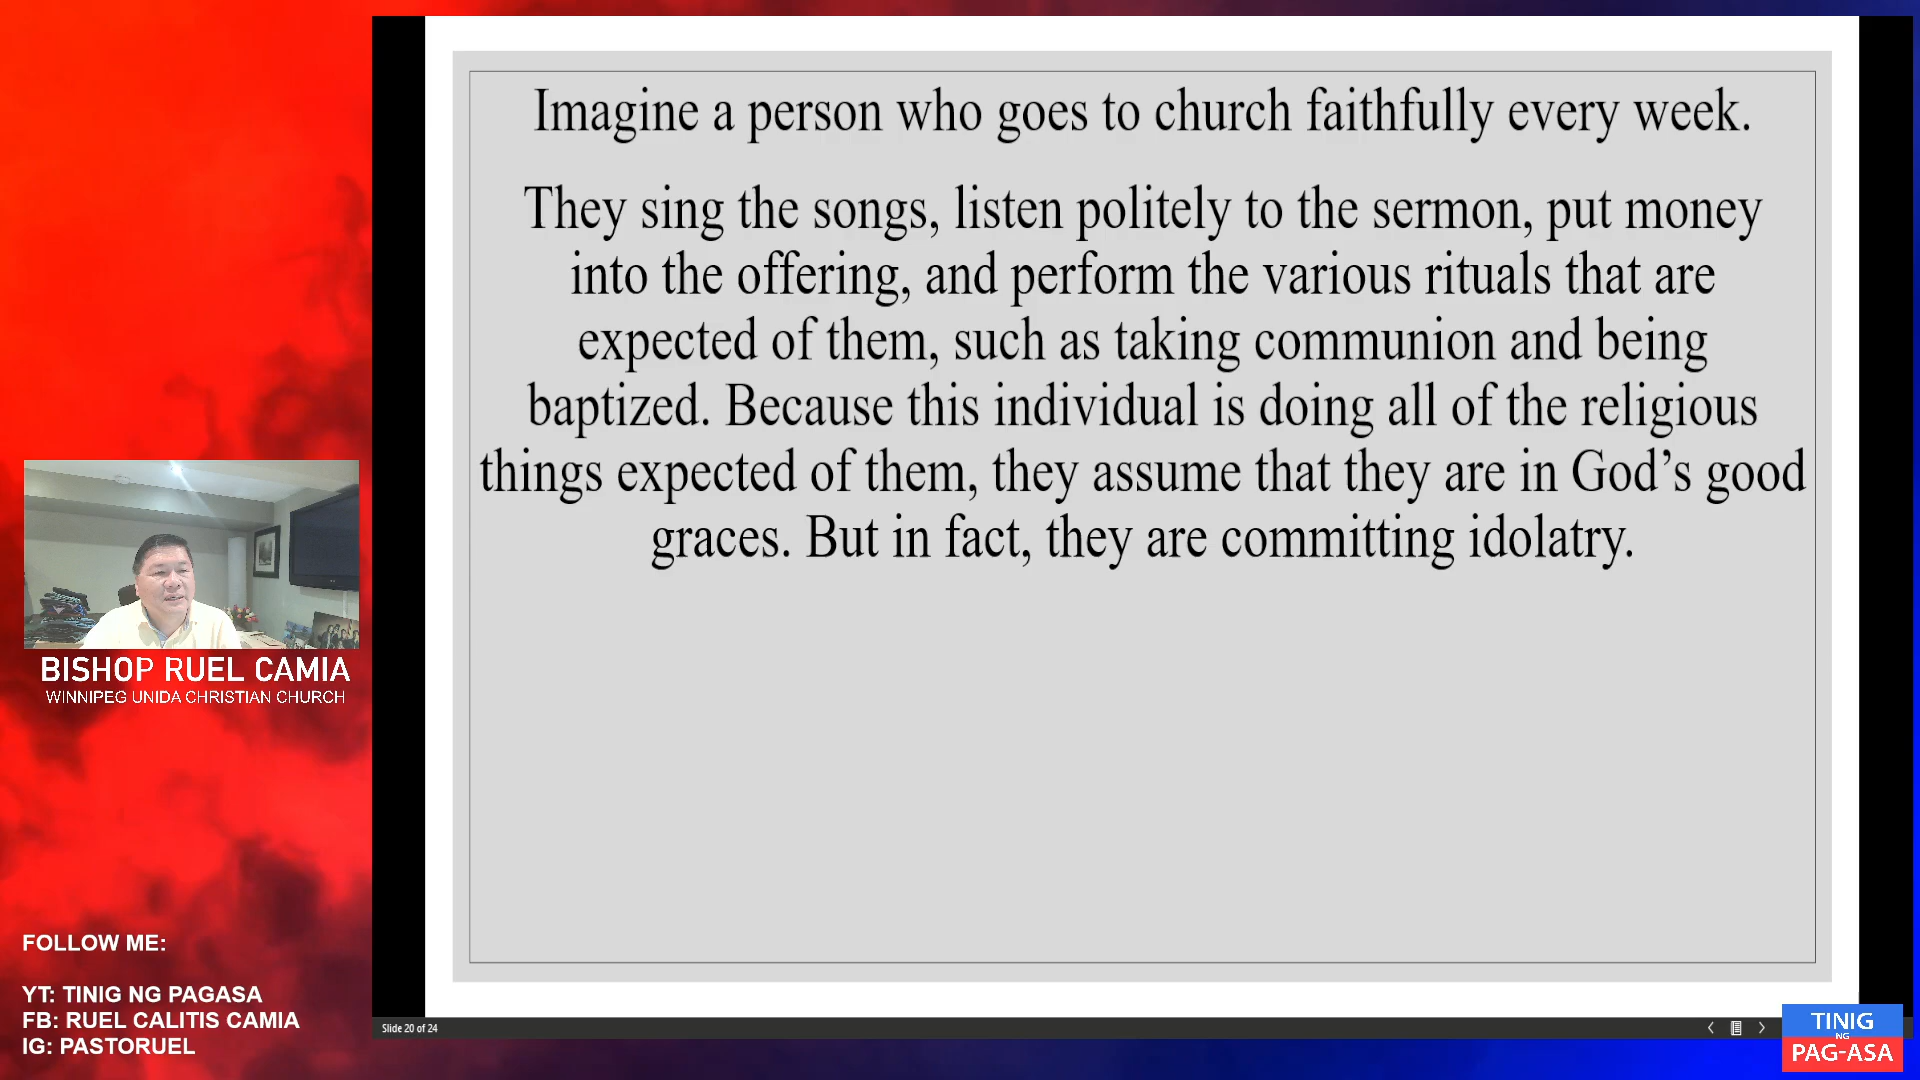 Imagine a person who goes to church faithfully every week.
They sing the songs, listen politely to the sermon, put money
into the offering, and perform the various rituals that are
expected of them, such as taking communion and being
baptized. Because this individual is doing all of the religious
things expected of them, they assume that they are in God’s good
graces. But in fact, they are committing idolatry.
BISHOP RUEL CAMIA
WINNIPEG UNIDA CHRISTIAN CHURCH
FOLLOW ME:
YT: TINIG NG PAGASA
FB: RUEL CALITIS CAMIA
IG: PASTORUEL
Slide 20 of 24
TINIG
NG
PAG-ASA